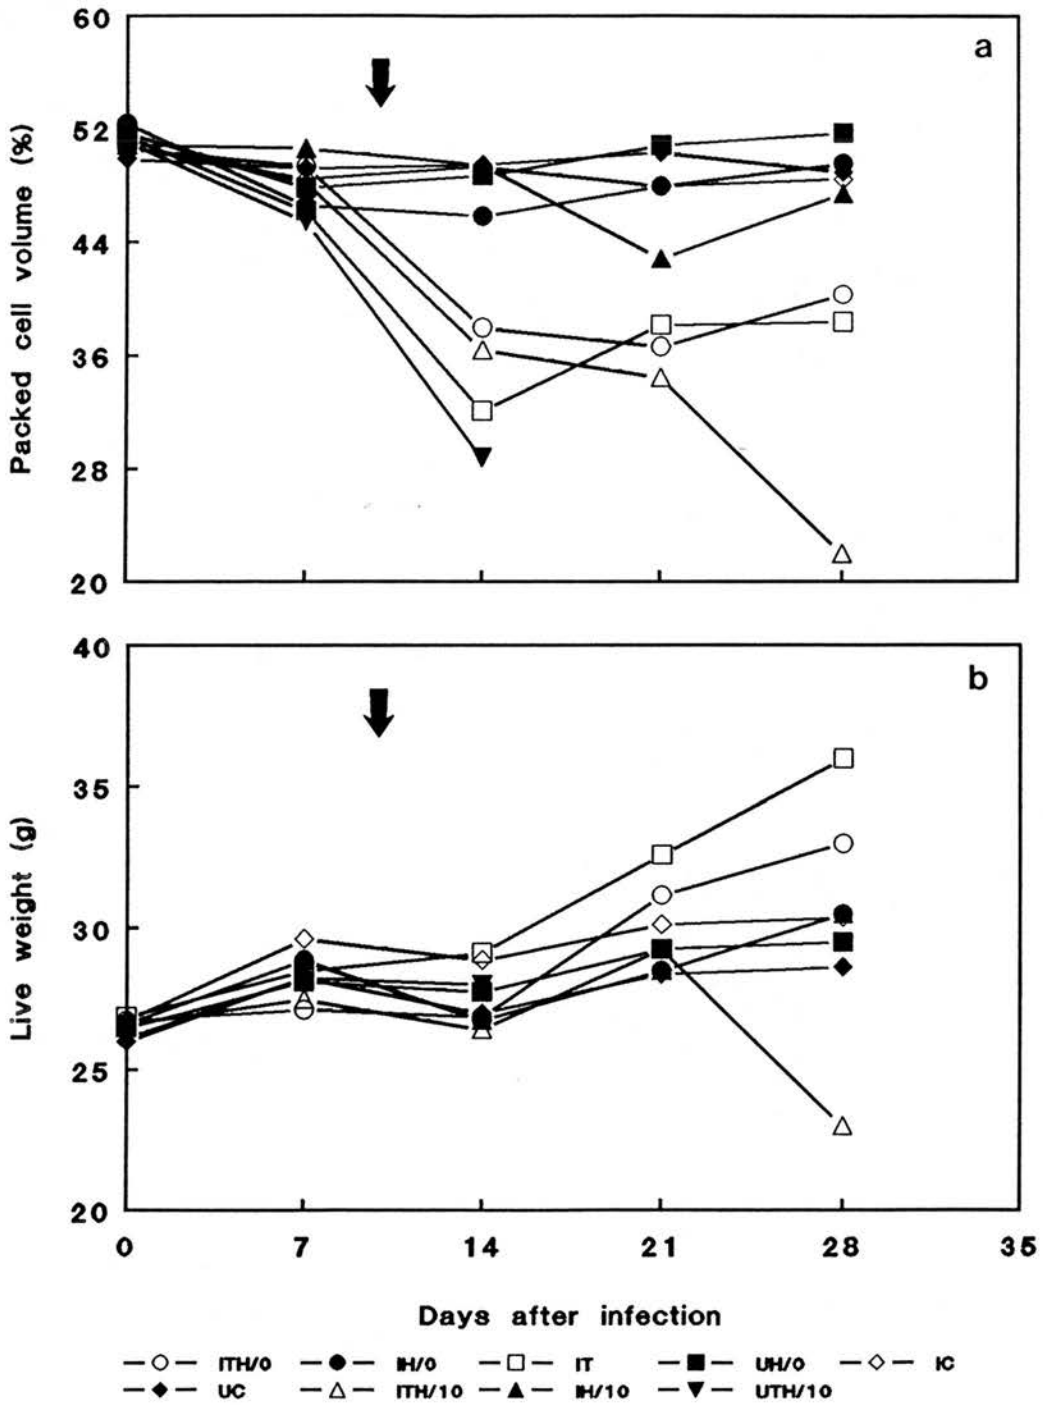 60
52
44
36
28
20
Packed cell volume (%)
a
40
35
30
25
20
Live weight (g)
b
0 7 14 21 28 35
Days after infection
ITH/0 IH/0 IT UH/0 IC
UC ITH/10 IH/10 UTH/10